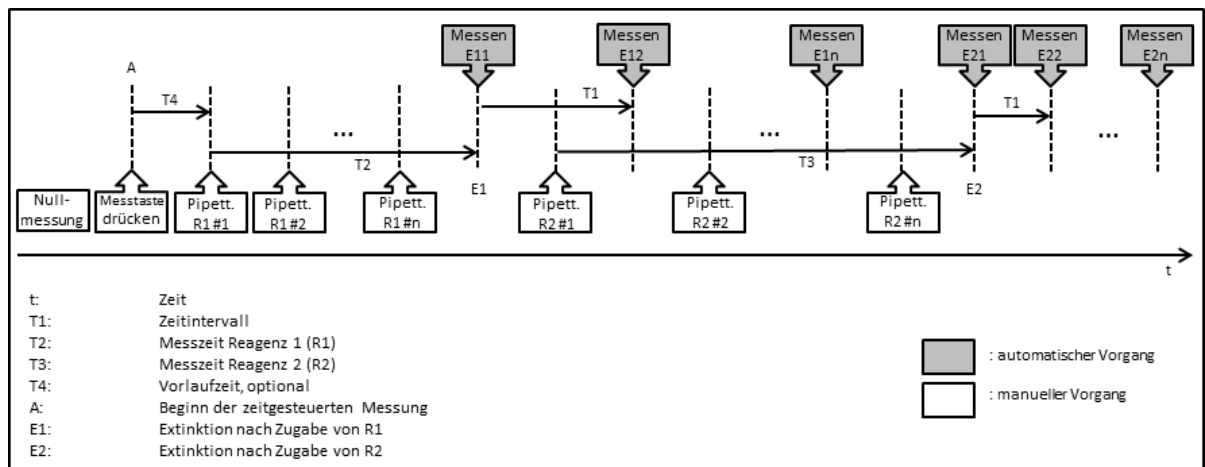 Messen
E11
Messen
E12
Messen
E1n
Messen
E21
Messen
E22
Messen
E2n
A
T4
T1
T1
...
...
...
T2
T3
E1
E2
Null-
messung
Messtaste
drücken
Pipett.
R1#1
Pipett.
R1#2
Pipett.
R1#n
Pipett.
R2#1
Pipett.
R2#2
Pipett.
R2#n
t
t: Zeit
T1: Zeitintervall
T2: Messzeit Reagenz 1 (R1)
T3: Messzeit Reagenz 2 (R2)
T4: Vorlaufzeit, optional
A: Beginn der zeitgesteuerten Messung
E1: Extinktion nach Zugabe von R1
E2: Extinktion nach Zugabe von R2
: automatischer Vorgang
: manueller Vorgang